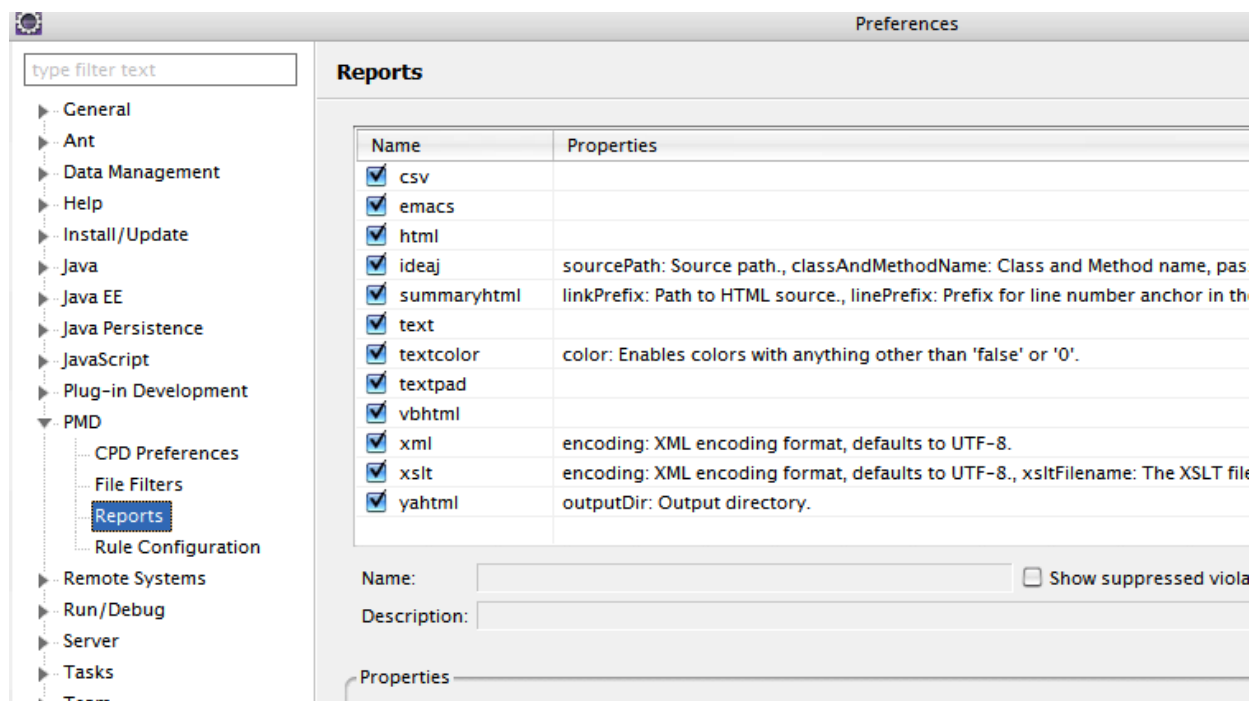 Preferences
type filter text
General
Ant
Data Management
Help
Install/Update
Java
Java EE
Java Persistence
JavaScript
Plug-in Development
PMD
CPD Preferences
File Filters
Reports
Rule Configuration
Remote Systems
Run/Debug
Server
Tasks
Team
Reports
Name Properties
csv
emacs
html
ideaj sourcePath: Source path., classAndMethodName: Class and Method name, pas
summaryhtml linkPrefix: Path to HTML source., linePrefix: Prefix for line number anchor in the
text
textcolor color: Enables colors with anything other than 'false' or '0'.
textpad
vbhtml
xml encoding: XML encoding format, defaults to UTF-8.
xslt encoding: XML encoding format, defaults to UTF-8., xsltFilename: The XSLT file
yahtml outputDir: Output directory.
Name: Show suppressed viola
Description:
Properties